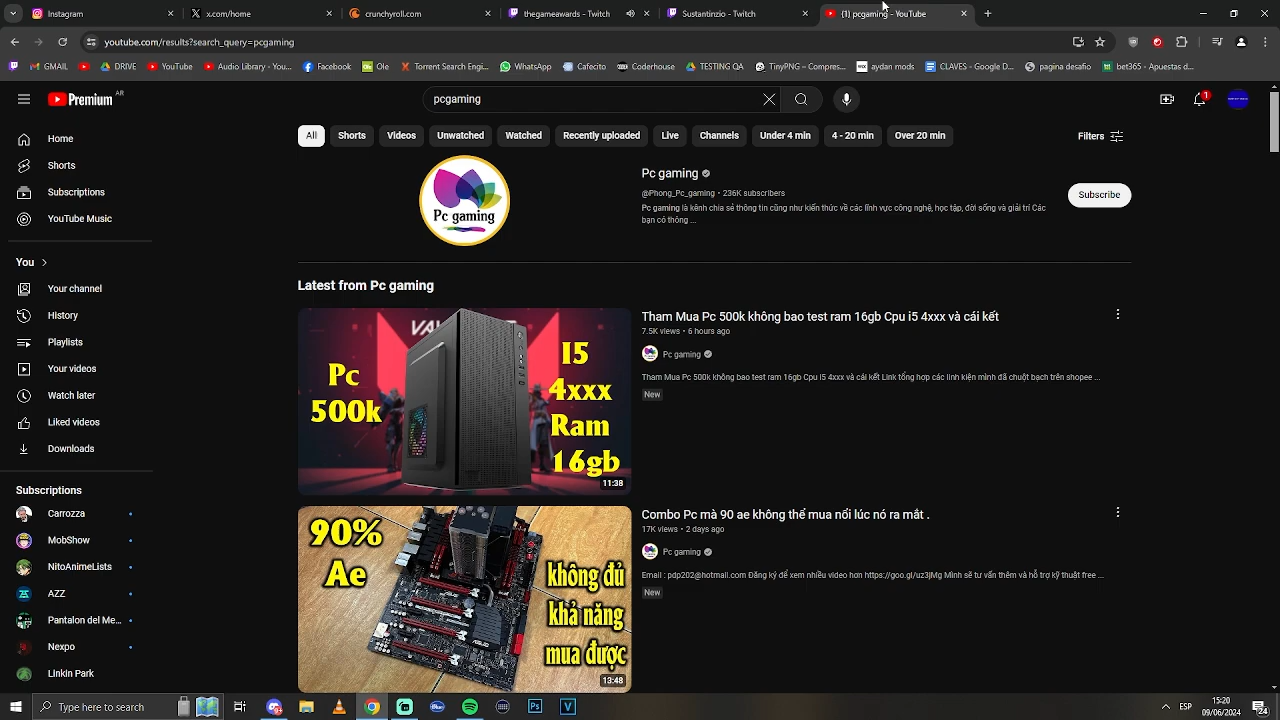 Instagram
x.com/home
crunchyroll.com
thegameawards - Twitch
Sustantinzio - Twitch
(1) pcgaming - YouTube
youtube.com/results?search_query=pcgaming
GMAIL
DRIVE
YouTube
Audio Library - You...
Facebook
Ole
Torrent Search Engi...
WhatsApp
Cafecito
Coderhouse
TESTING QA
TinyPNG – Compres...
aydan mods
CLAVES - Google D...
pagina desafio
bet365 - Apuestas d...
Premium
AR
pcgaming
1
All
Shorts
Videos
Unwatched
Watched
Recently uploaded
Live
Channels
Under 4 min
4 - 20 min
Over 20 min
Filters
Home
Shorts
Subscriptions
YouTube Music
You
Your channel
History
Playlists
Your videos
Watch later
Liked videos
Downloads
Subscriptions
Carrozza
MobShow
NitoAnimeLists
AZZ
Pantalon del Me...
Nexpo
Linkin Park
Pc gaming
Pc gaming
@Phong_Pc_gaming • 236K subscribers
Pc gaming là kênh chia sẻ thông tin cũng như kiến thức về các lĩnh vực công nghệ, học tập, đời sống và giải trí Các
bạn có thông ...
Subscribe
Latest from Pc gaming
Pc
500k
I5
4xxx
Ram
16gb
11:38
Tham Mua Pc 500k không bao test ram 16gb Cpu i5 4xxx và cái kết
7.5K views • 6 hours ago
Pc gaming
Tham Mua Pc 500k không bao test ram 16gb Cpu i5 4xxx và cái kết Link tổng hợp các linh kiện mình đã chuột bạch trên shopee ...
New
90%
Ae
không đủ
khả năng
mua được
13:48
Combo Pc mà 90 ae không thể mua nổi lúc nó ra mắt .
17K views • 2 days ago
Pc gaming
Email : pdp202@hotmail.com Đăng ký để xem nhiều video hơn https://goo.gl/uz3jMg Mình sẽ tư vấn thêm và hỗ trợ kỹ thuật free ...
New
Type here to search
Ps
V
ESP
15:20
09/06/2024